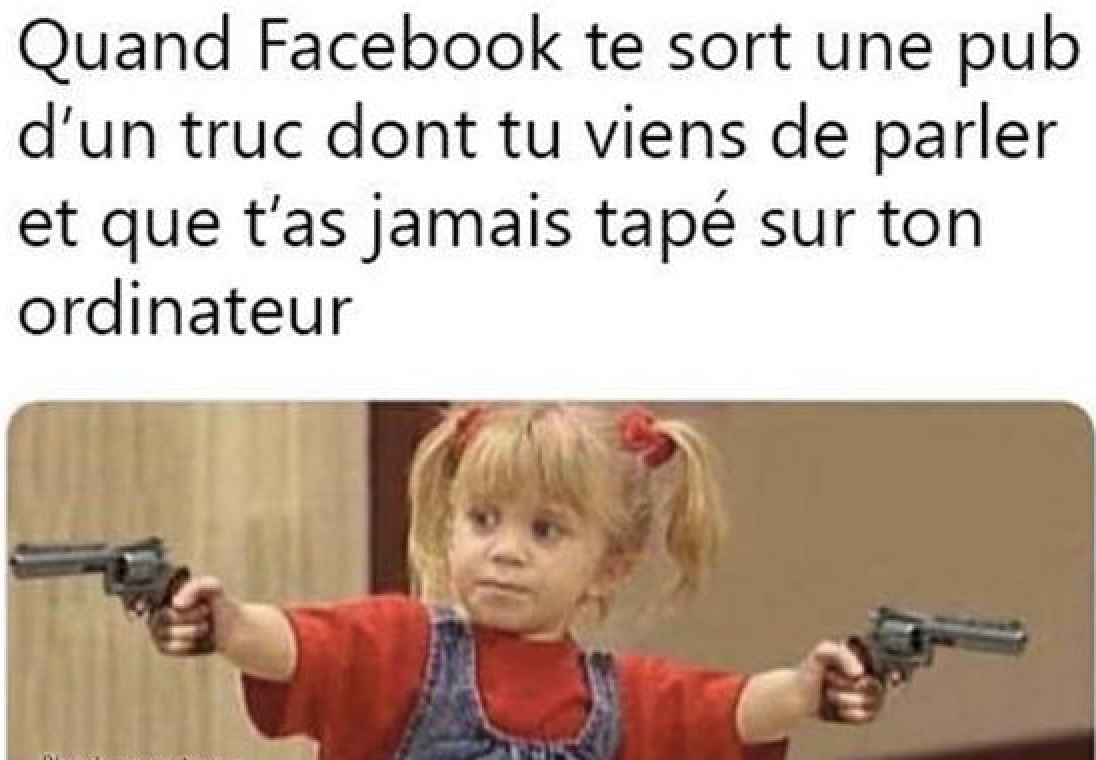 Quand Facebook te sort une pub
d’un truc dont tu viens de parler
et que t’as jamais tapé sur ton
ordinateur